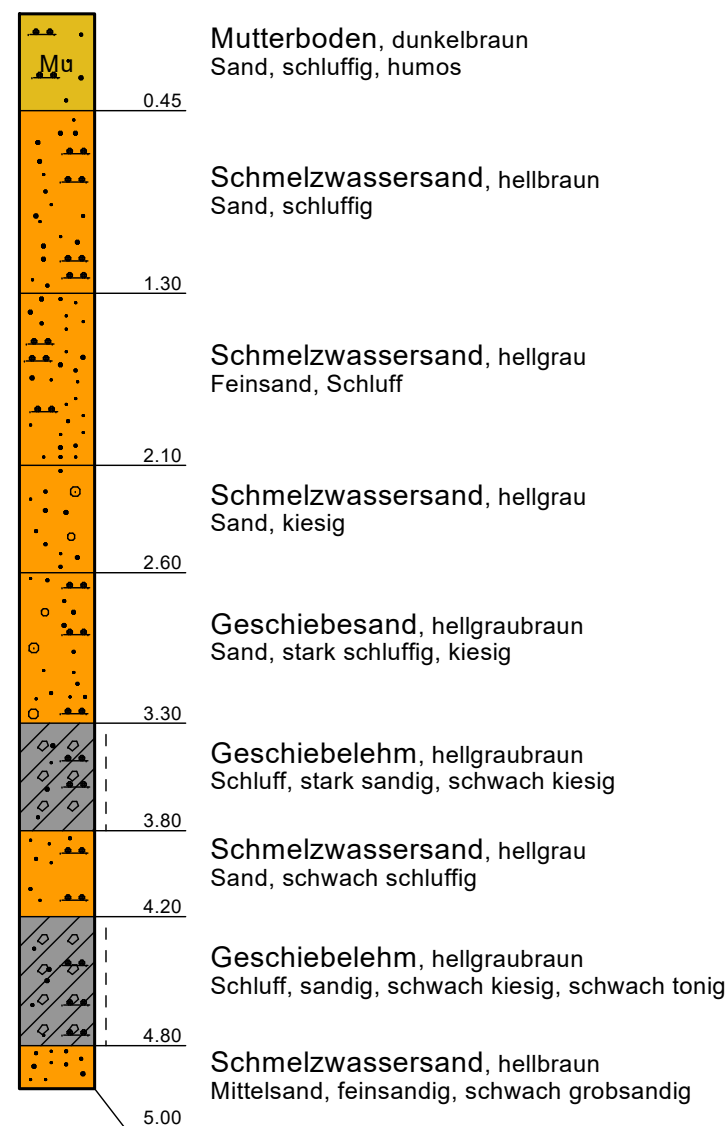 Mutterboden, dunkelbraun
Mu
Sand, schluffig, humos
0.45
Schmelzwassersand, hellbraun
Sand, schluffig
1.30
Schmelzwassersand, hellgrau
Feinsand, Schluff
2.10
Schmelzwassersand, hellgrau
Sand, kiesig
2.60
Geschiebesand, hellgraubraun
Sand, stark schluffig, kiesig
3.30
Geschiebelehm, hellgraubraun
Schluff, stark sandig, schwach kiesig
3.80
Schmelzwassersand, hellgrau
Sand, schwach schluffig
4.20
Geschiebelehm, hellgraubraun
Schluff, sandig, schwach kiesig, schwach tonig
4.80
Schmelzwassersand, hellbraun
Mittelsand, feinsandig, schwach grobsandig
5.00